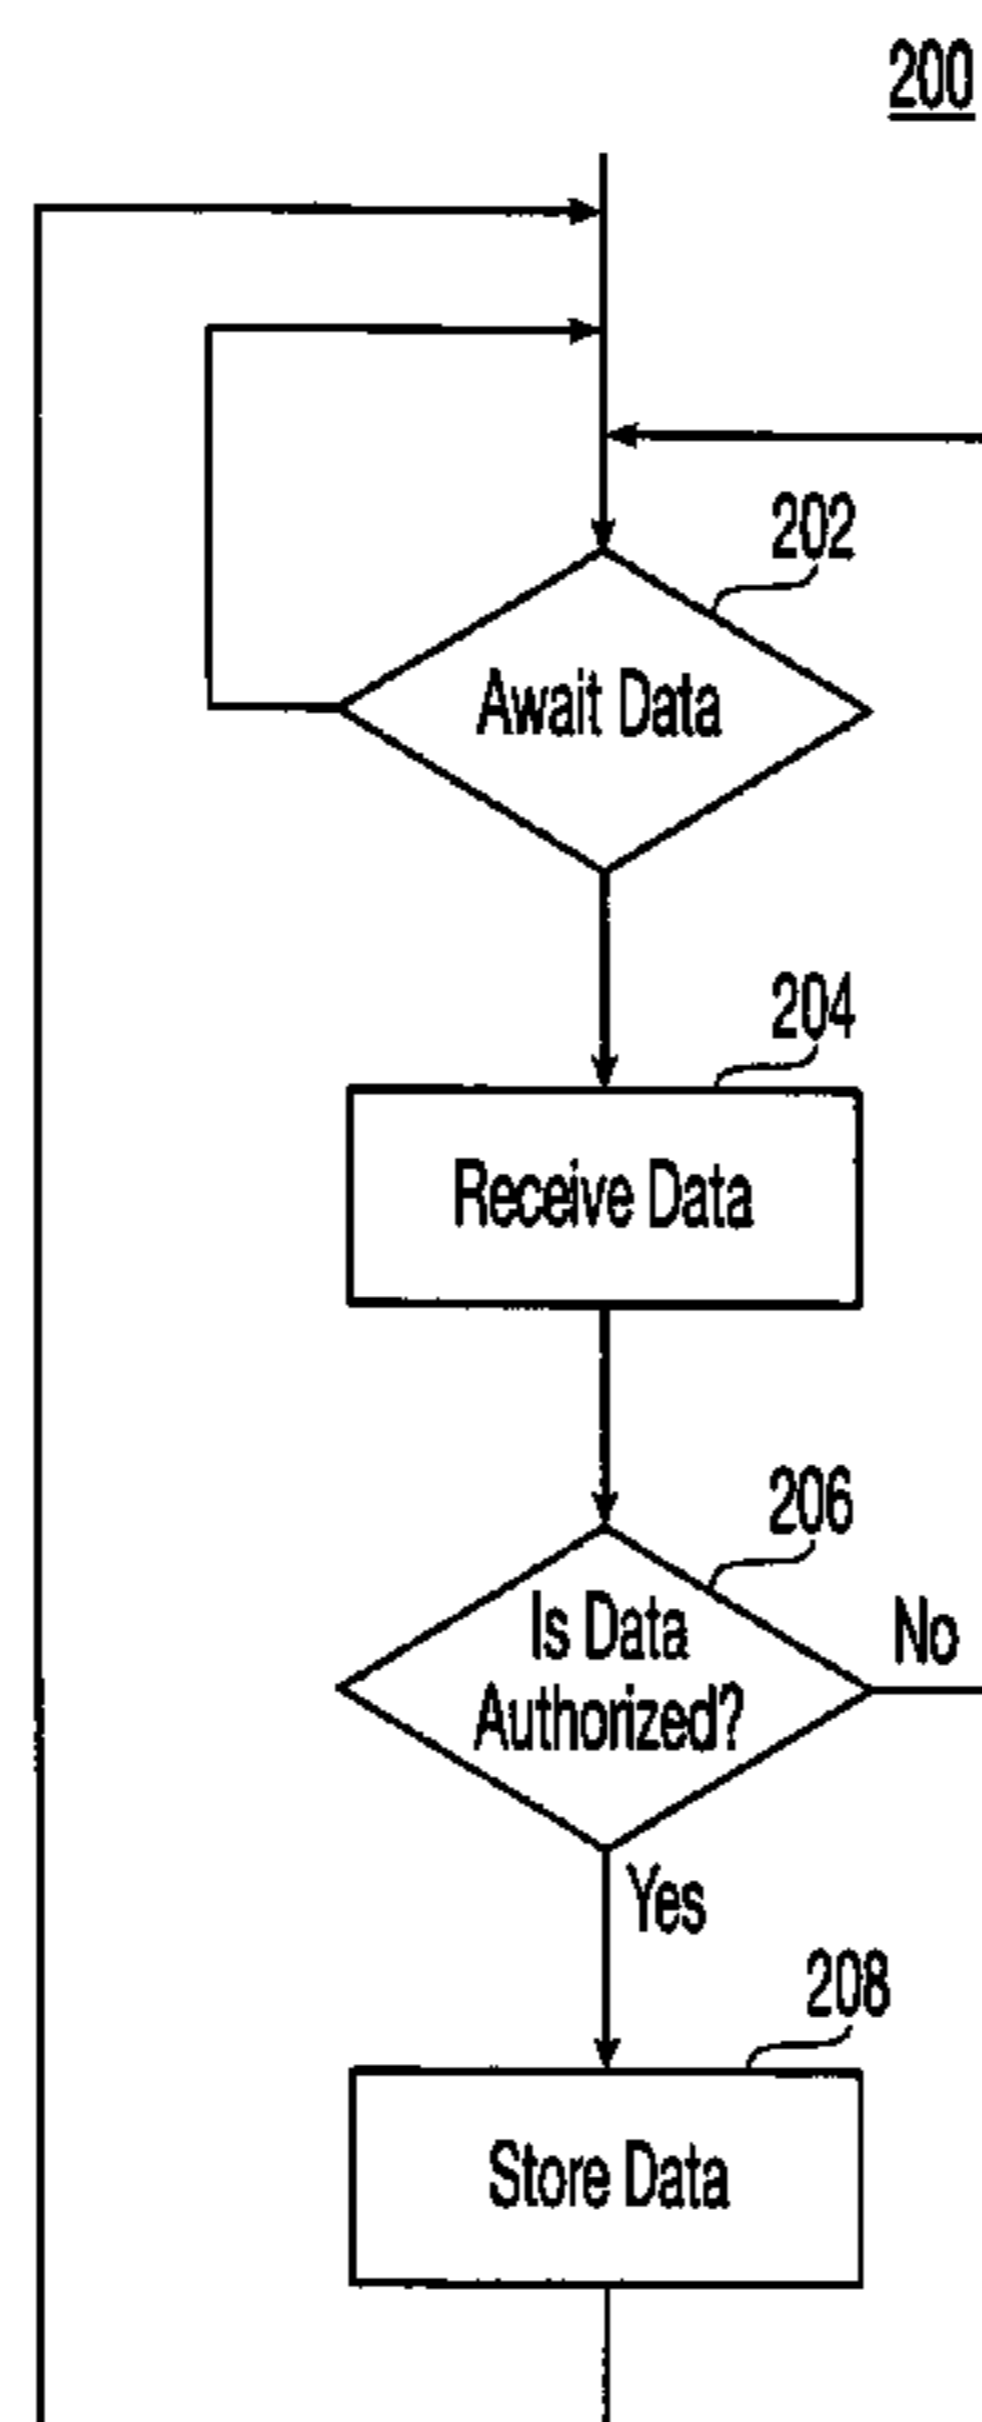 200
202
Await Data
204
Receive Data
206
Is Data
Authorized?
No
Yes
208
Store Data